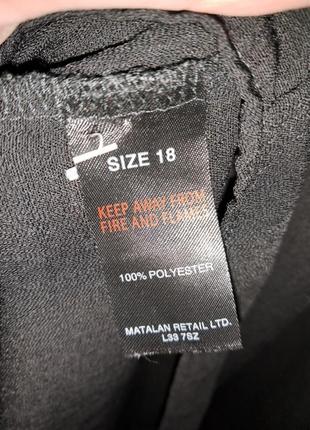 SIZE 18
KEEP AWAY FROM
FIRE AND FLAMES
100% POLYESTER
MATALAN RETAIL LTD.
L33 7SZ